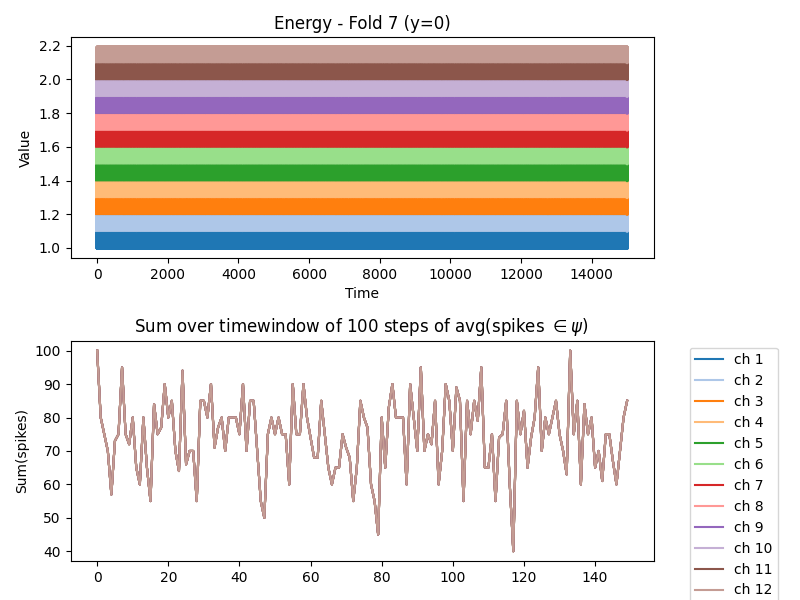 Energy - Fold 7 (y=0)
2.2
2.0
1.8
1.6
1.4
1.2
1.0
Value
0 2000 4000 6000 8000 10000 12000 14000
Time
Sum over timewindow of 100 steps of avg(spikes ∈ ψ)
100
90
80
70
60
50
40
Sum(spikes)
0 20 40 60 80 100 120 140
ch 1
ch 2
ch 3
ch 4
ch 5
ch 6
ch 7
ch 8
ch 9
ch 10
ch 11
ch 12